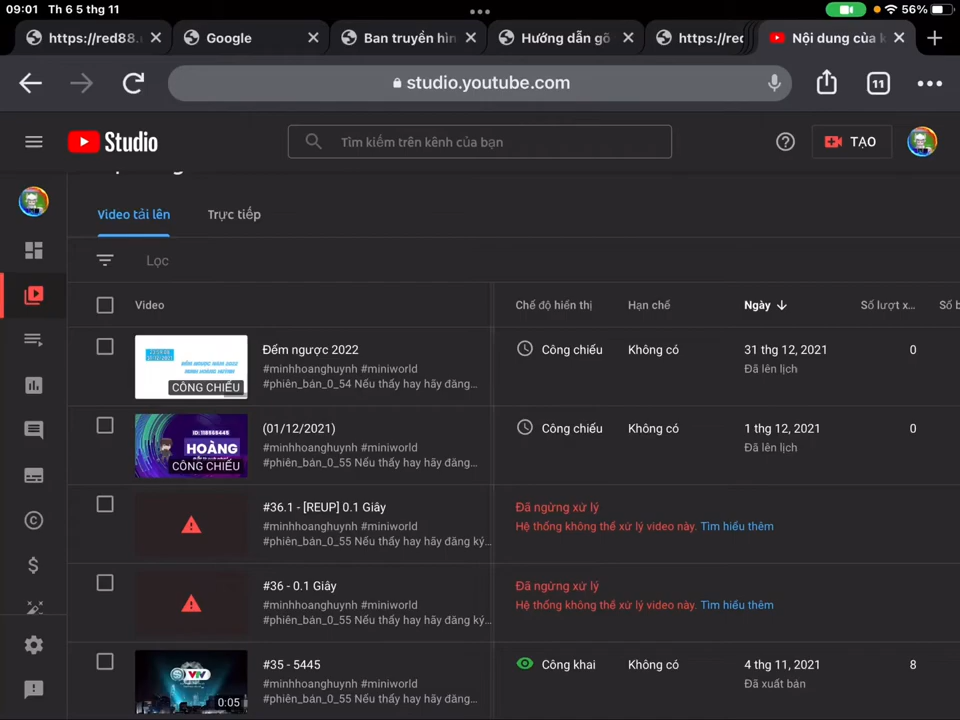 09:01 Th 6 5 thg 11
56%
https://red88.
Google
Ban truyền hìn
Hướng dẫn gõ
https://red
Nội dung của k
studio.youtube.com
11
Studio
Tìm kiếm trên kênh của bạn
TẠO
Video tải lên
Trực tiếp
Lọc
Video
Chế độ hiển thị
Hạn chế
Ngày
Số lượt x...
Số b
Đếm ngược 2022
#minhhoanghuynh #miniworld
#phiên_bản_0_54 Nếu thấy hay hãy đăng...
CÔNG CHIẾU
Công chiếu
Không có
31 thg 12, 2021
Đã lên lịch
0
(01/12/2021)
#minhhoanghuynh #miniworld
#phiên_bản_0_55 Nếu thấy hay hãy đăng...
HOÀNG
CÔNG CHIẾU
Công chiếu
Không có
1 thg 12, 2021
Đã lên lịch
0
#36.1 - [REUP] 0.1 Giây
#minhhoanghuynh #miniworld
#phiên_bản_0_55 Nếu thấy hay hãy đăng ký...
Đã ngừng xử lý
Hệ thống không thể xử lý video này. Tìm hiểu thêm
#36 - 0.1 Giây
#minhhoanghuynh #miniworld
#phiên_bản_0_55 Nếu thấy hay hãy đăng ký...
Đã ngừng xử lý
Hệ thống không thể xử lý video này. Tìm hiểu thêm
#35 - 5445
#minhhoanghuynh #miniworld
#phiên_bản_0_55 Nếu thấy hay hãy đăng...
VTV
0:05
Công khai
Không có
4 thg 11, 2021
Đã xuất bản
8